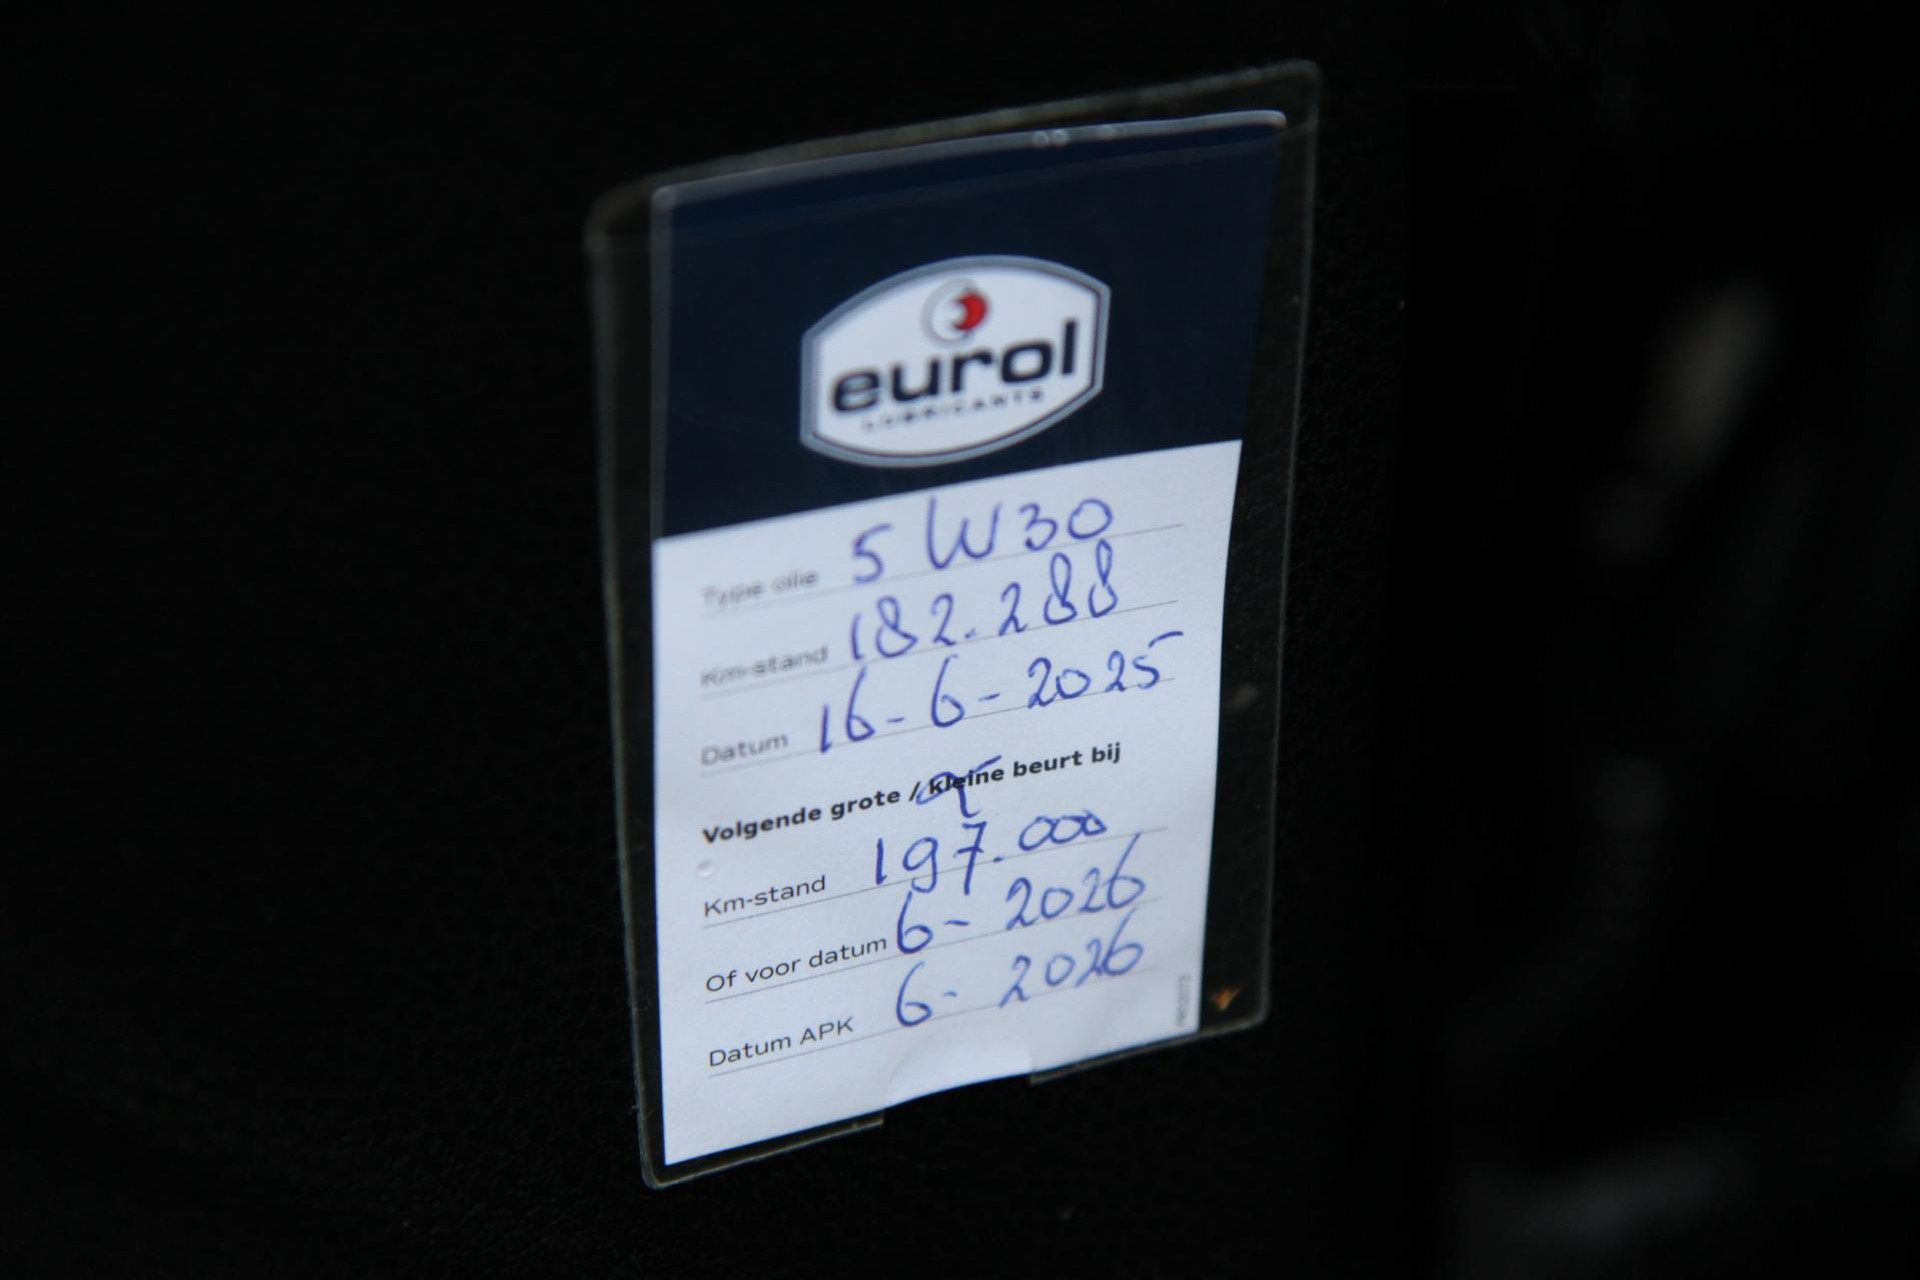 eurol
LUBRICANTS
Type olie 5W30
Km-stand 182.288
Datum 16-6-2025
Volgende grote / kleine beurt bij
Km-stand 197.000
Of voor datum 6-2026
Datum APK 6-2026